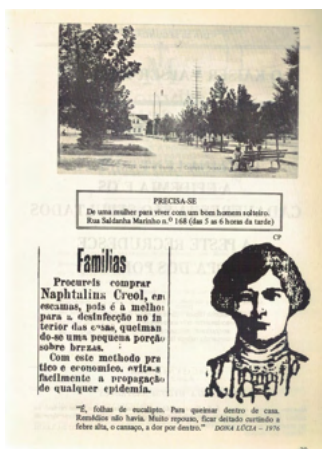 PRECISA-SE
De uma mulher para viver com um bom homem solteiro.
Rua Saldanha Marinho n.º 168 (das 5 as 6 horas da tarde)
CP
Familias
Procureis comprar
Naphtalina Creol, em
escamas, pois é a melhor
para a desinfecção no in
terior das casas, queiman
do-se uma pequena porção
sobre brezas.
Com este methodo pra
tico e economico, evita-se
facilmente a propagação
de qualquer epidemia.
"É, folhas de eucalipto. Para queimar dentro de casa.
Remédios não havia. Muito repouso, ficar deitado curtindo a
febre alta, o cansaço, a dor por dentro." DONA LÚCIA – 1976